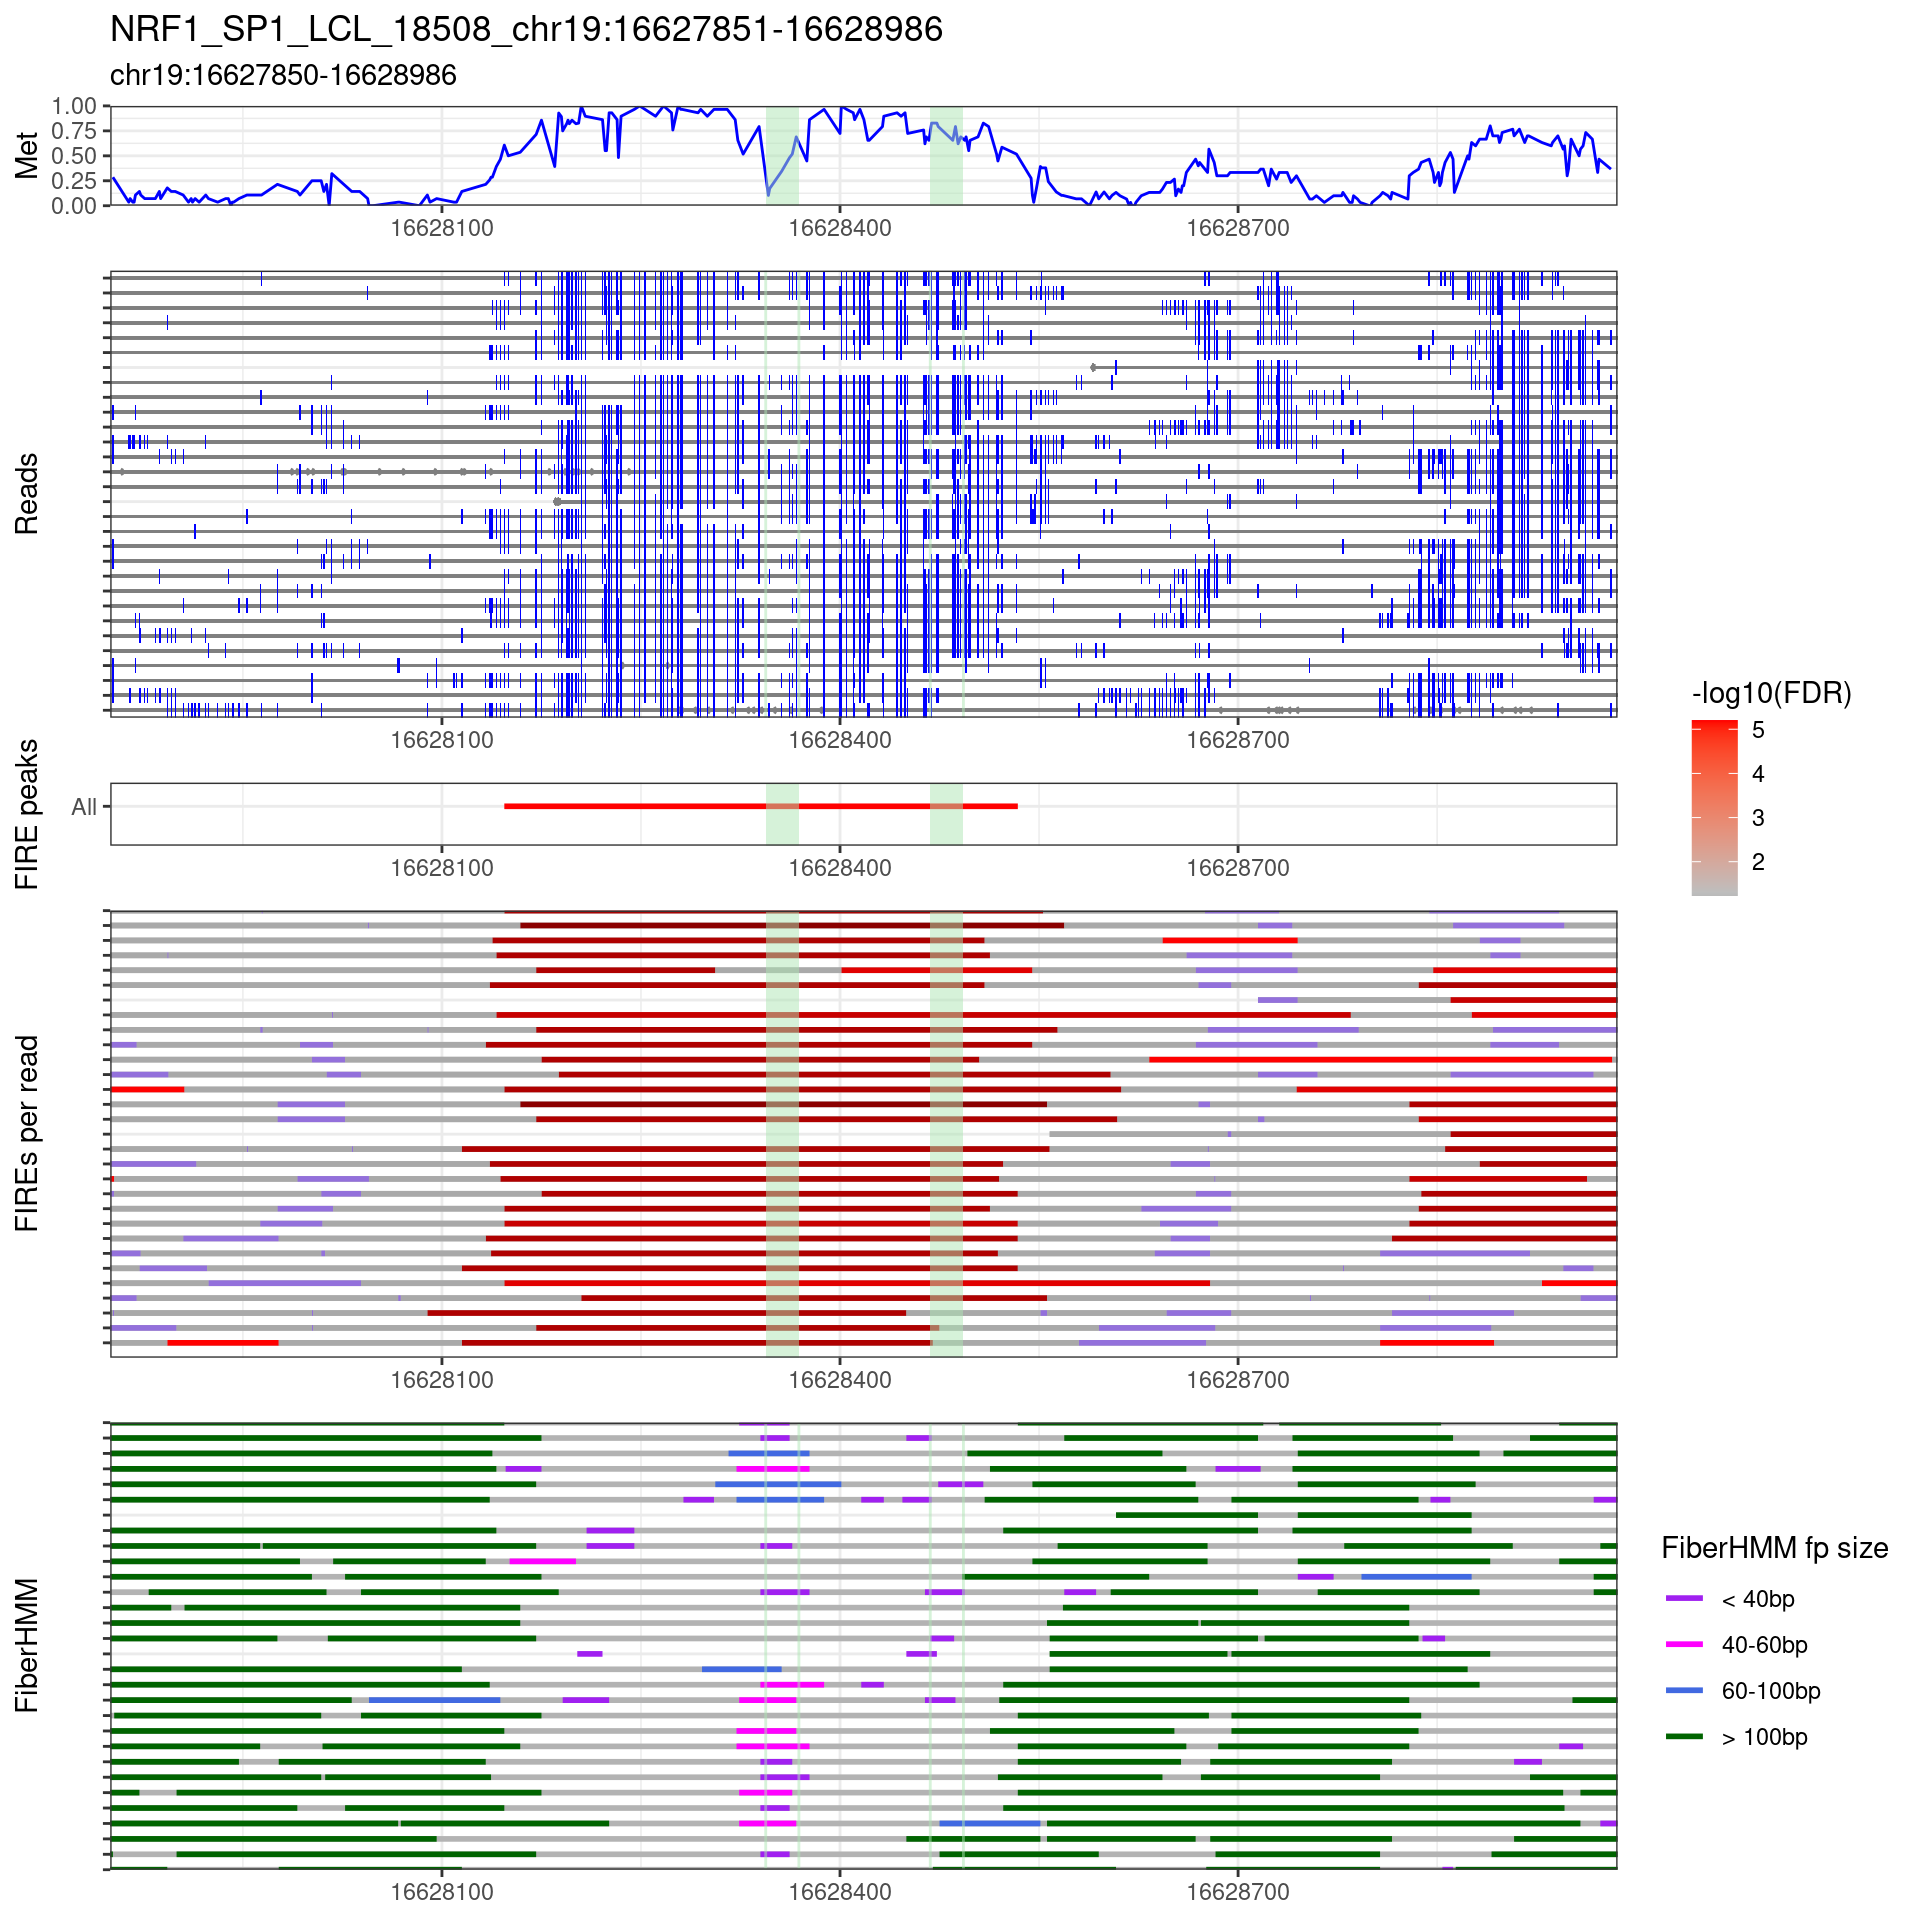 NRF1_SP1_LCL_18508_chr19:16627851-16628986
chr19:16627850-16628986
Met
1.00
0.75
0.50
0.25
0.00
16628100 16628400 16628700
Reads
16628100 16628400 16628700
FIRE peaks
All
16628100 16628400 16628700
-log10(FDR)
5
4
3
2
FIREs per read
16628100 16628400 16628700
FiberHMM
16628100 16628400 16628700
FiberHMM fp size
< 40bp
40-60bp
60-100bp
> 100bp